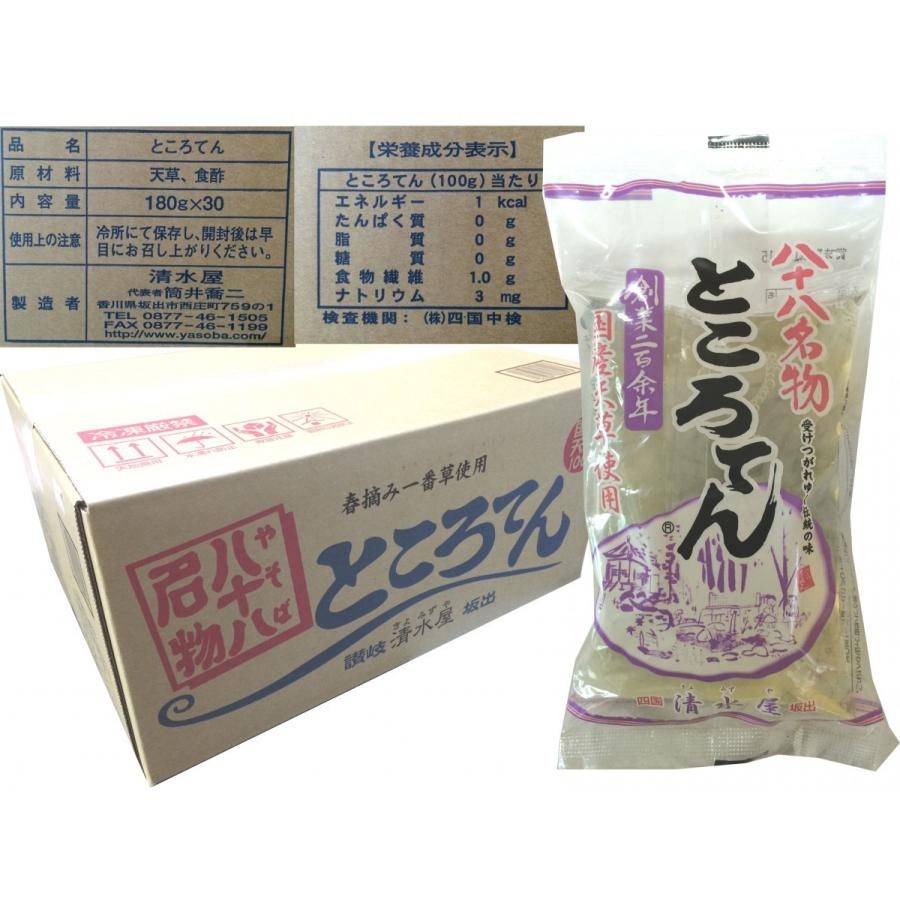 品名 ところてん
原材料 天草、食酢
内容量 180g×30
使用上の注意 冷所にて保存し、開封後は早
目にお召し上がりください。
製造者 清水屋
代表者 筒井喬二
香川県坂出市西庄町759の1
TEL 0877-46-1505
FAX 0877-46-1199
http://www.yasoba.com/
【栄養成分表示】
ところてん(100g)当たり
エネルギー 1 kcal
たんぱく質 0 g
脂質 0 g
糖質 0 g
食物繊維 1.0 g
ナトリウム 3 mg
検査機関：(株)四国中検
冷凍厳禁
春摘み一番草使用
ところてん
やそば
八十八
名物
讃岐 清水屋 坂出
きよみずや
八十八名物
ところてん
®
受けつがれゆく伝統の味
創業二百余年
国産天草使用
四国 清水屋 坂出